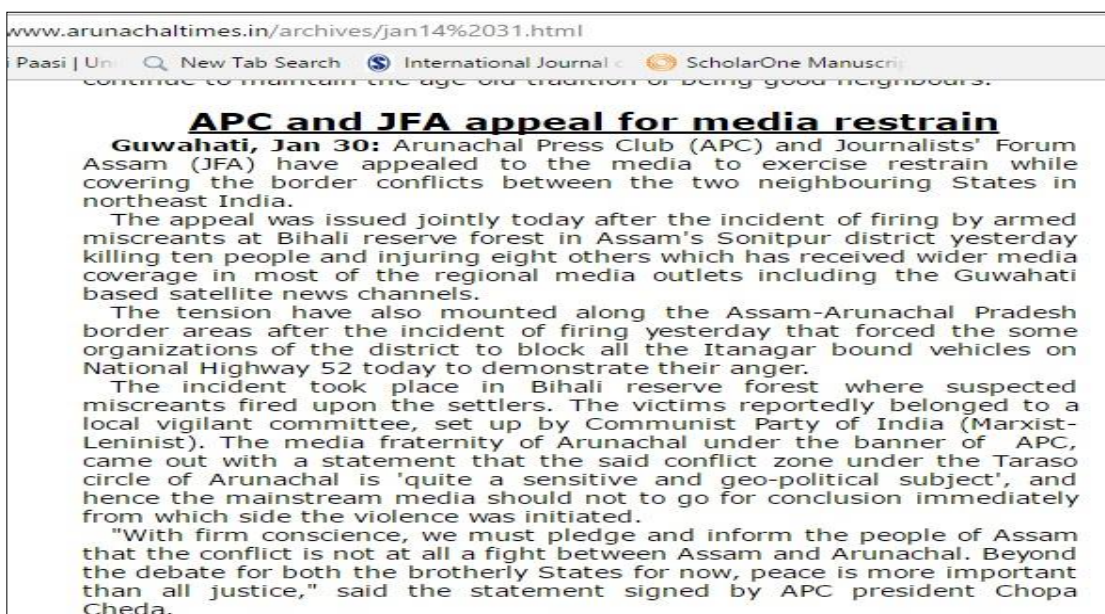 www.arunachaltimes.in/archives/jan14%2031.html
i Paasi | Un New Tab Search International Journal ScholarOne Manuscri
continue to maintain the age old tradition of being good neighbours.
APC and JFA appeal for media restrain
Guwahati, Jan 30: Arunachal Press Club (APC) and Journalists' Forum
Assam (JFA) have appealed to the media to exercise restrain while
covering the border conflicts between the two neighbouring States in
northeast India.
The appeal was issued jointly today after the incident of firing by armed
miscreants at Bihali reserve forest in Assam's Sonitpur district yesterday
killing ten people and injuring eight others which has received wider media
coverage in most of the regional media outlets including the Guwahati
based satellite news channels.
The tension have also mounted along the Assam-Arunachal Pradesh
border areas after the incident of firing yesterday that forced the some
organizations of the district to block all the Itanagar bound vehicles on
National Highway 52 today to demonstrate their anger.
The incident took place in Bihali reserve forest where suspected
miscreants fired upon the settlers. The victims reportedly belonged to a
local vigilant committee, set up by Communist Party of India (Marxist-
Leninist). The media fraternity of Arunachal under the banner of APC,
came out with a statement that the said conflict zone under the Taraso
circle of Arunachal is 'quite a sensitive and geo-political subject', and
hence the mainstream media should not to go for conclusion immediately
from which side the violence was initiated.
"With firm conscience, we must pledge and inform the people of Assam
that the conflict is not at all a fight between Assam and Arunachal. Beyond
the debate for both the brotherly States for now, peace is more important
than all justice," said the statement signed by APC president Chopa
Cheda.